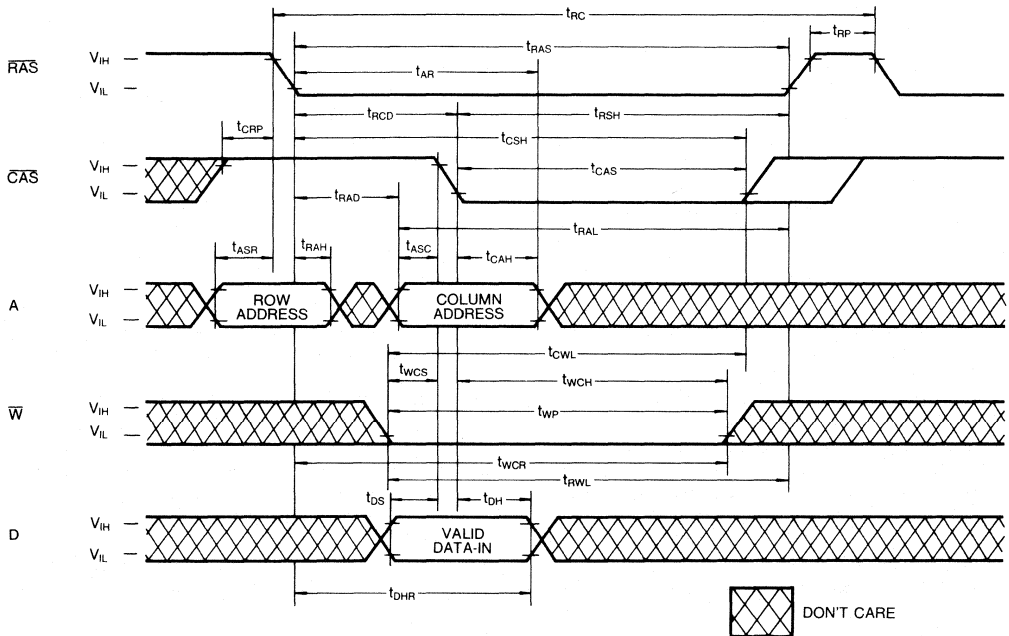 tRC
tRP
tRAS
RAS
VIH
VIL
tAR
tRCD
tRSH
tCRP
tCSH
CAS
VIH
VIL
tCAS
tRAD
tRAL
tASR
tRAH
tASC
tCAH
A
VIH
VIL
ROW
ADDRESS
COLUMN
ADDRESS
tCWL
tWCS
tWCH
W
VIH
VIL
tWP
tWCR
tRWL
tDS
tDH
D
VIH
VIL
VALID
DATA-IN
tDHR
DON'T CARE